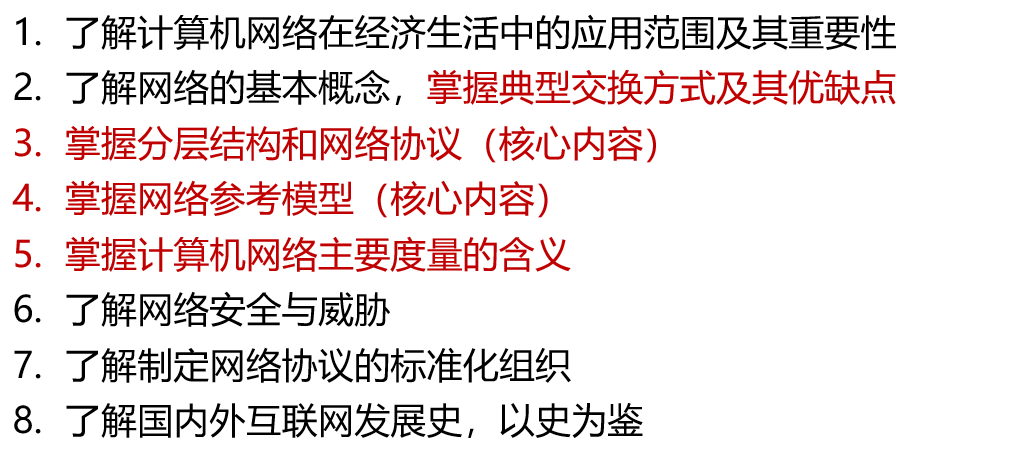 1. 了解计算机网络在经济生活中的应用范围及其重要性
2. 了解网络的基本概念，掌握典型交换方式及其优缺点
3. 掌握分层结构和网络协议（核心内容）
4. 掌握网络参考模型（核心内容）
5. 掌握计算机网络主要度量的含义
6. 了解网络安全与威胁
7. 了解制定网络协议的标准化组织
8. 了解国内外互联网发展史，以史为鉴